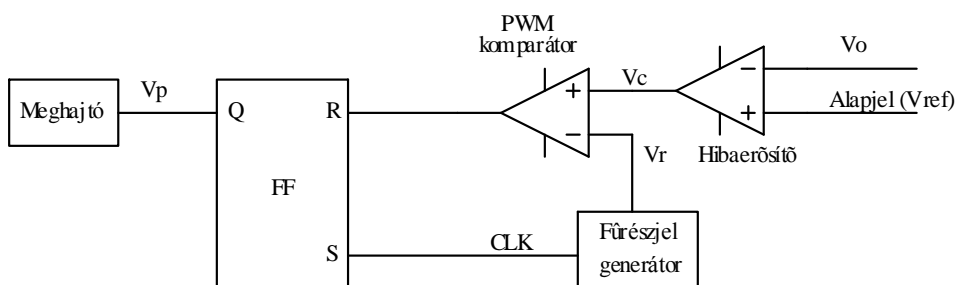 PWM
komparátor
Vo
Vp
Vc
Meghajtó
Q
R
+
−
−
+
Alapjel (Vref)
Vr
Hibaerõsítõ
FF
S
CLK
Fûrészjel
generátor